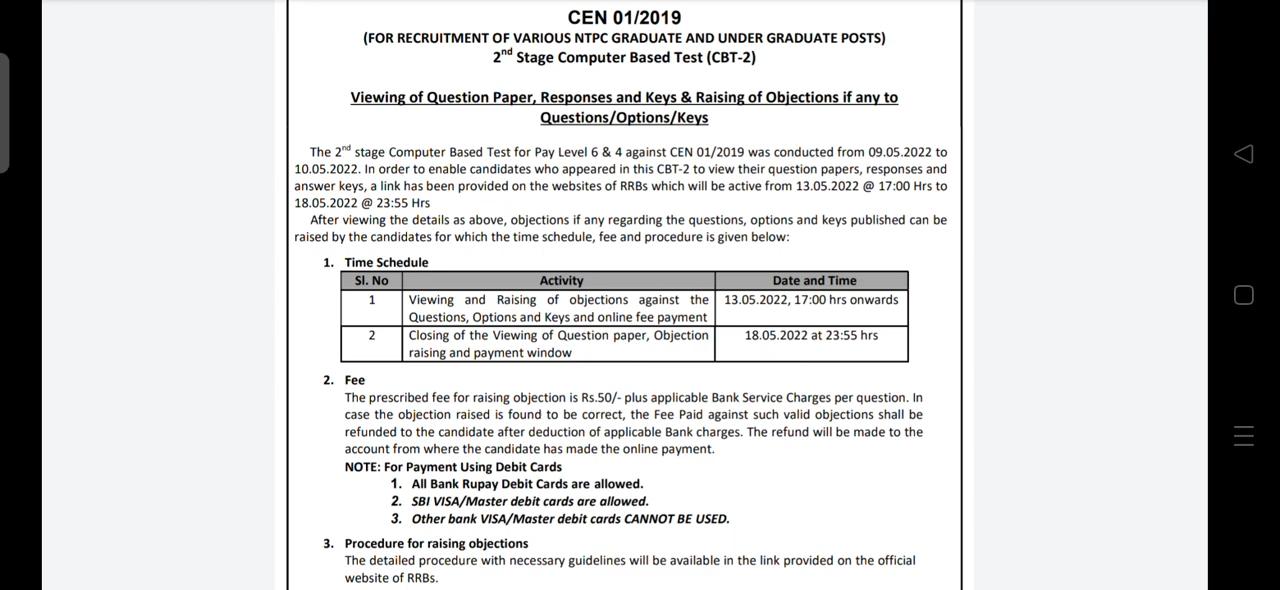 CEN 01/2019
(FOR RECRUITMENT OF VARIOUS NTPC GRADUATE AND UNDER GRADUATE POSTS)
2nd Stage Computer Based Test (CBT-2)
Viewing of Question Paper, Responses and Keys & Raising of Objections if any to
Questions/Options/Keys
The 2nd stage Computer Based Test for Pay Level 6 & 4 against CEN 01/2019 was conducted from 09.05.2022 to
10.05.2022. In order to enable candidates who appeared in this CBT-2 to view their question papers, responses and
answer keys, a link has been provided on the websites of RRBs which will be active from 13.05.2022 @ 17:00 Hrs to
18.05.2022 @ 23:55 Hrs
After viewing the details as above, objections if any regarding the questions, options and keys published can be
raised by the candidates for which the time schedule, fee and procedure is given below:
1. Time Schedule
Sl. No Activity Date and Time
1 Viewing and Raising of objections against the 13.05.2022, 17:00 hrs onwards
Questions, Options and Keys and online fee payment
2 Closing of the Viewing of Question paper, Objection 18.05.2022 at 23:55 hrs
raising and payment window
2. Fee
The prescribed fee for raising objection is Rs.50/- plus applicable Bank Service Charges per question. In
case the objection raised is found to be correct, the Fee Paid against such valid objections shall be
refunded to the candidate after deduction of applicable Bank charges. The refund will be made to the
account from where the candidate has made the online payment.
NOTE: For Payment Using Debit Cards
1. All Bank Rupay Debit Cards are allowed.
2. SBI VISA/Master debit cards are allowed.
3. Other bank VISA/Master debit cards CANNOT BE USED.
3. Procedure for raising objections
The detailed procedure with necessary guidelines will be available in the link provided on the official
website of RRBs.